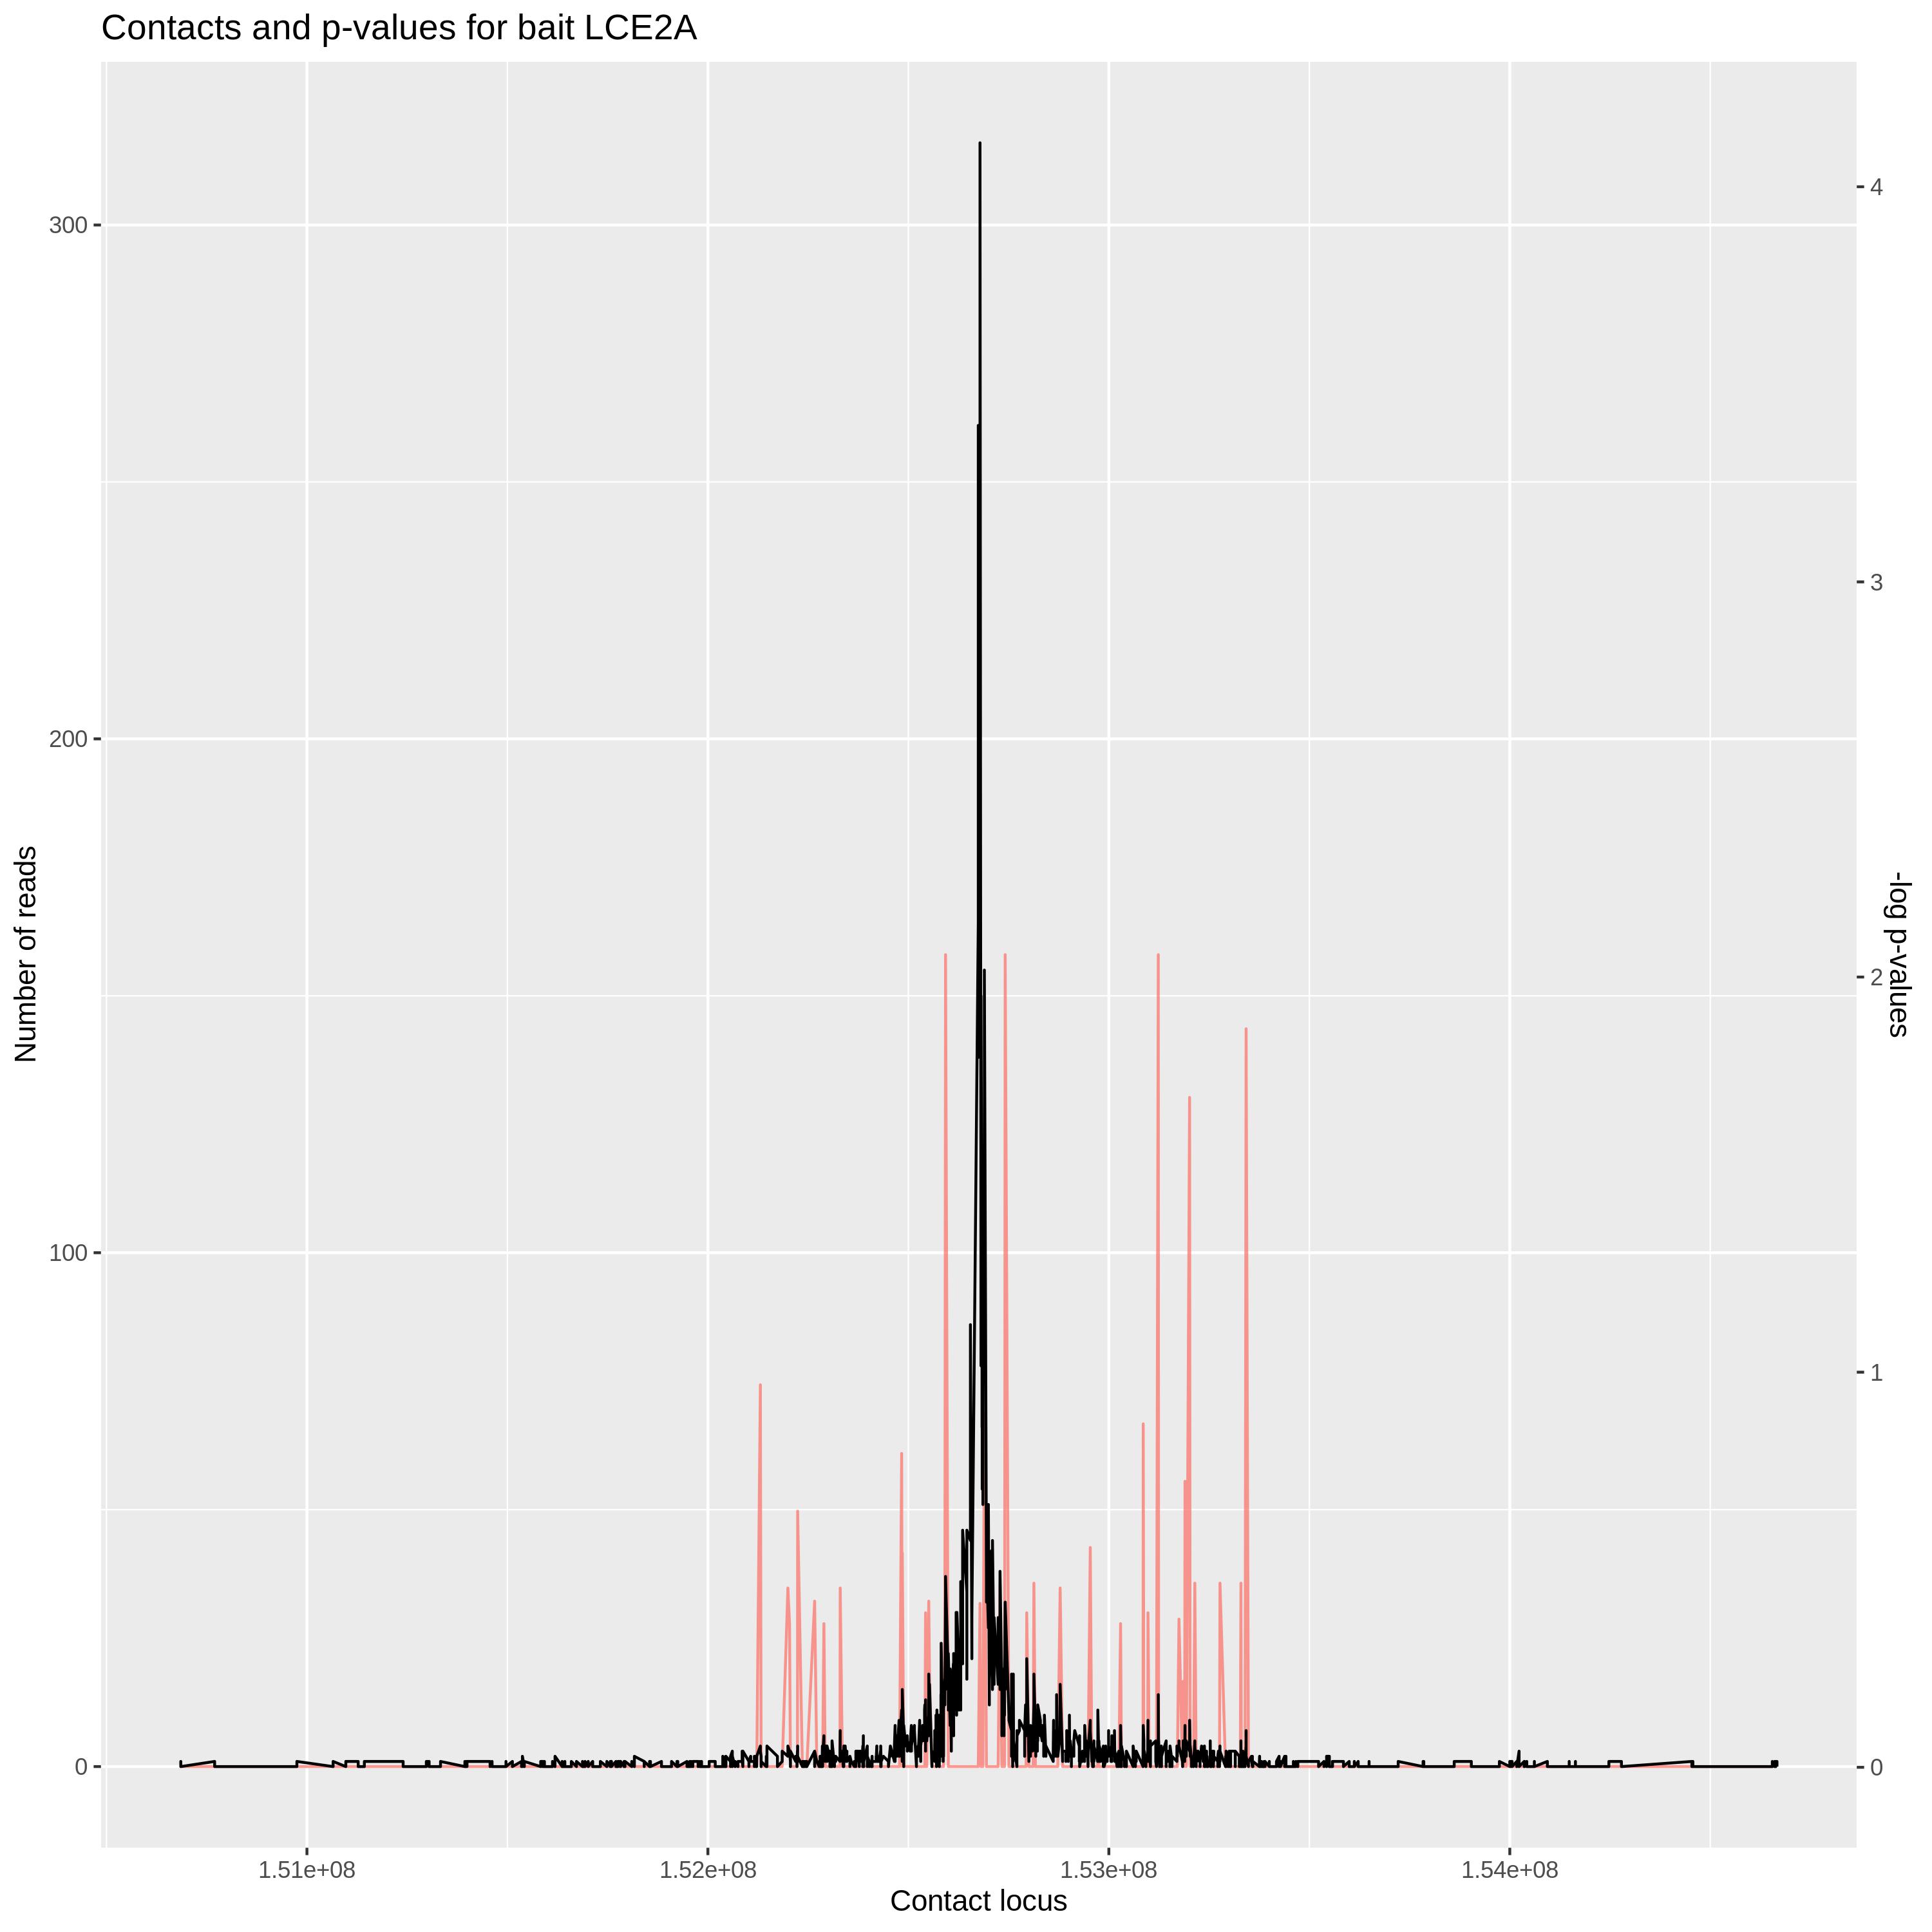 Contacts and p-values for bait LCE2A
300
200
100
0
Number of reads
4
3
2
1
0
-log p-values
1.51e+08
1.52e+08
1.53e+08
1.54e+08
Contact locus